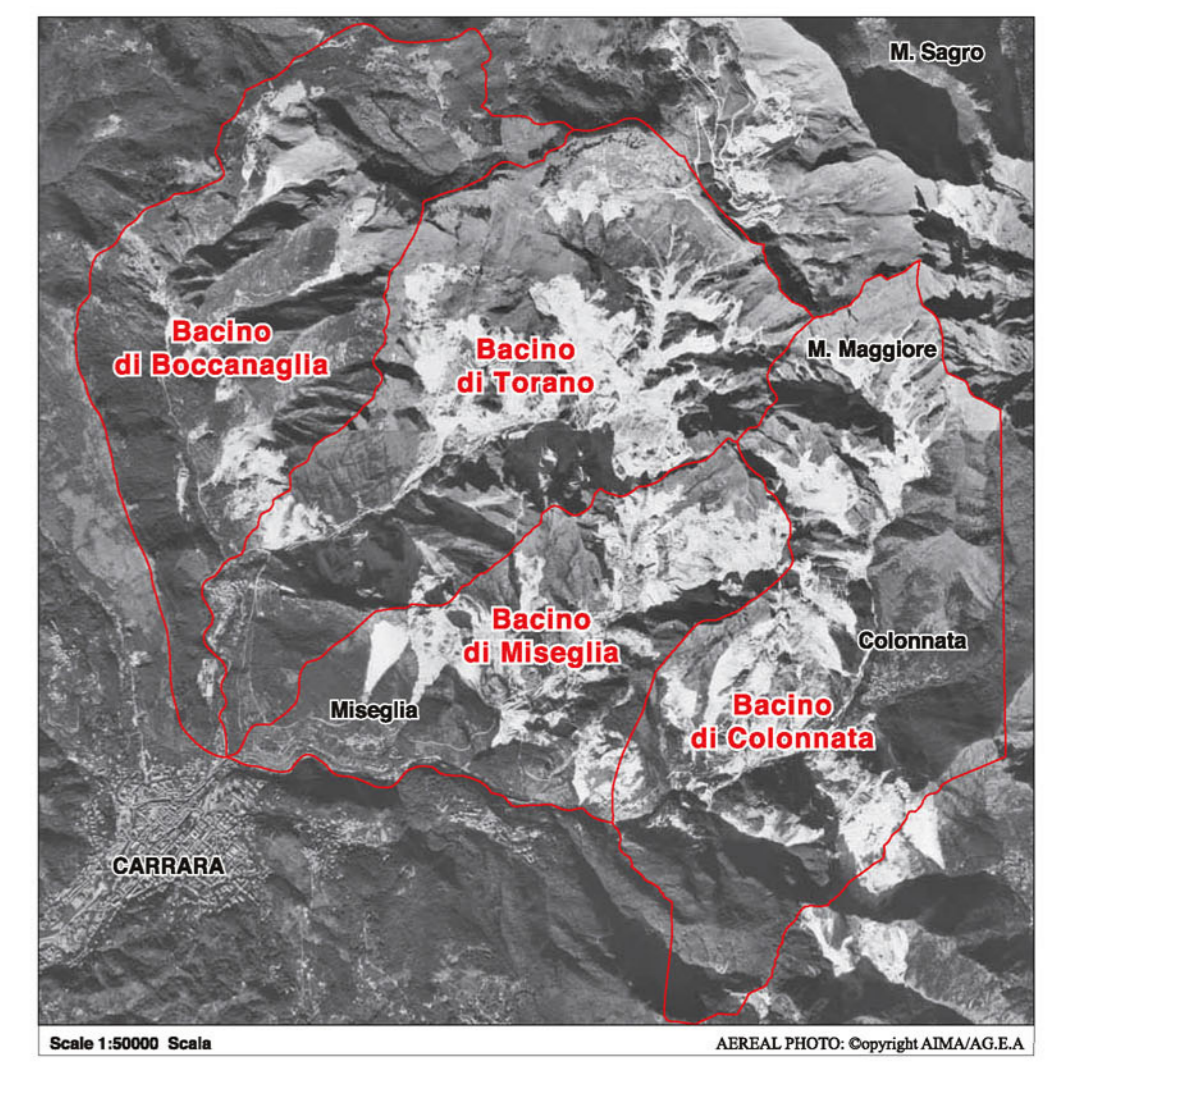 M. Sagro
Bacino
di Boccanaglia
Bacino
di Torano
M. Maggiore
Bacino
di Miseglia
Colonnata
Miseglia
Bacino
di Colonnata
CARRARA
Scale 1:50000 Scala
AEREAL PHOTO: ©opyright AIMA/AG.E.A